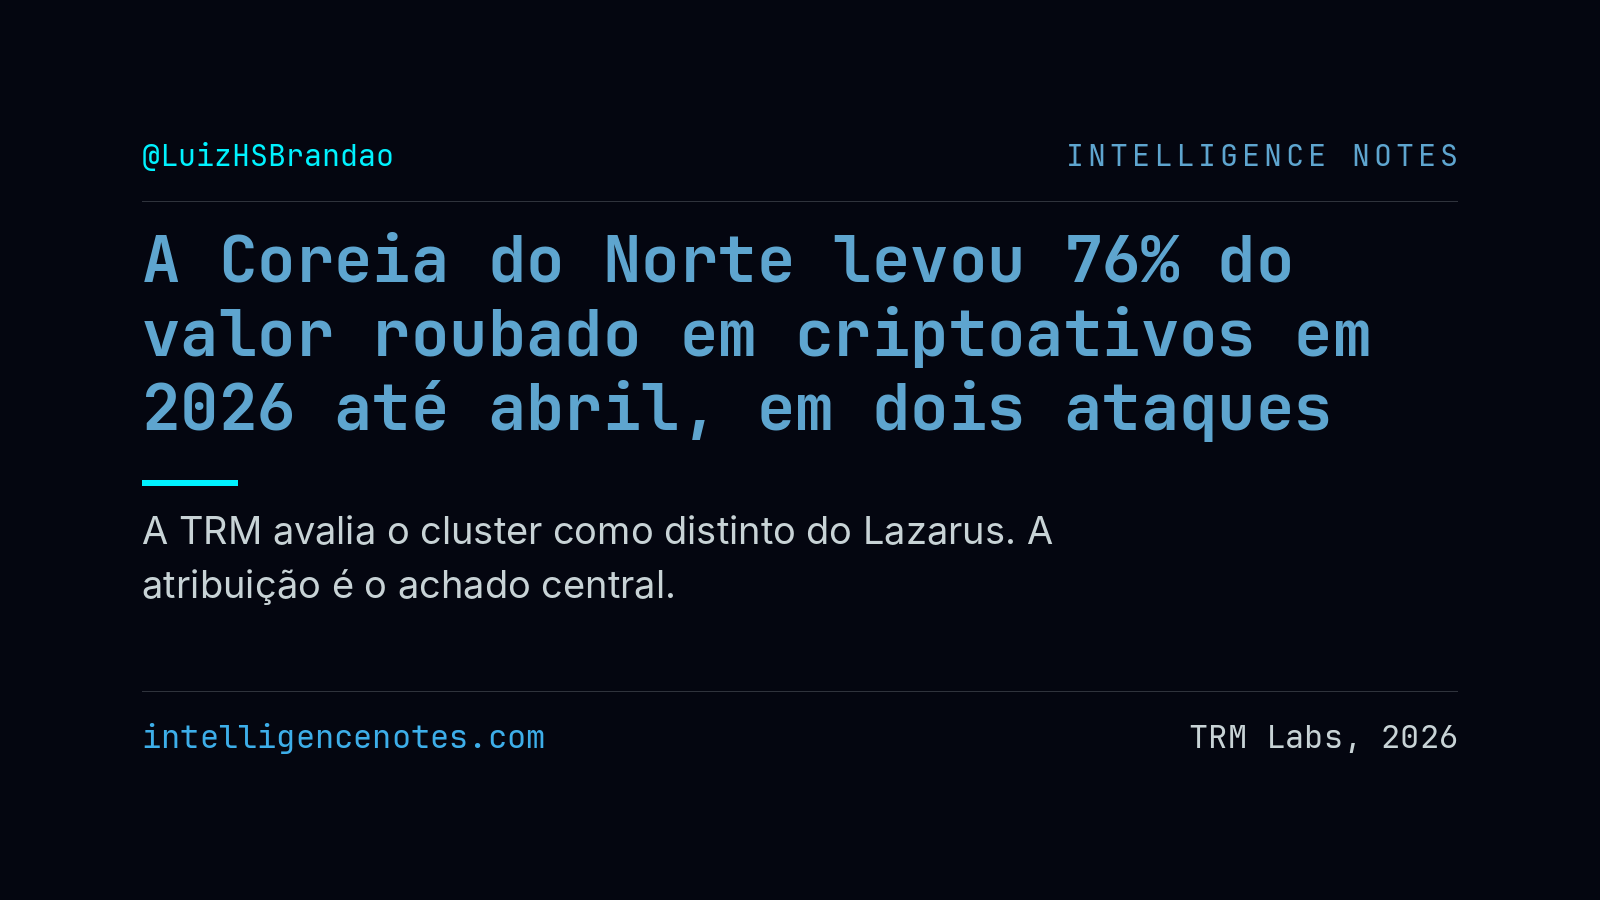 @LuizHSBrandao
INTELLIGENCE NOTES
A Coreia do Norte levou 76% do
valor roubado em criptoativos em
2026 até abril, em dois ataques
A TRM avalia o cluster como distinto do Lazarus. A
atribuição é o achado central.
intelligencenotes.com
TRM Labs, 2026